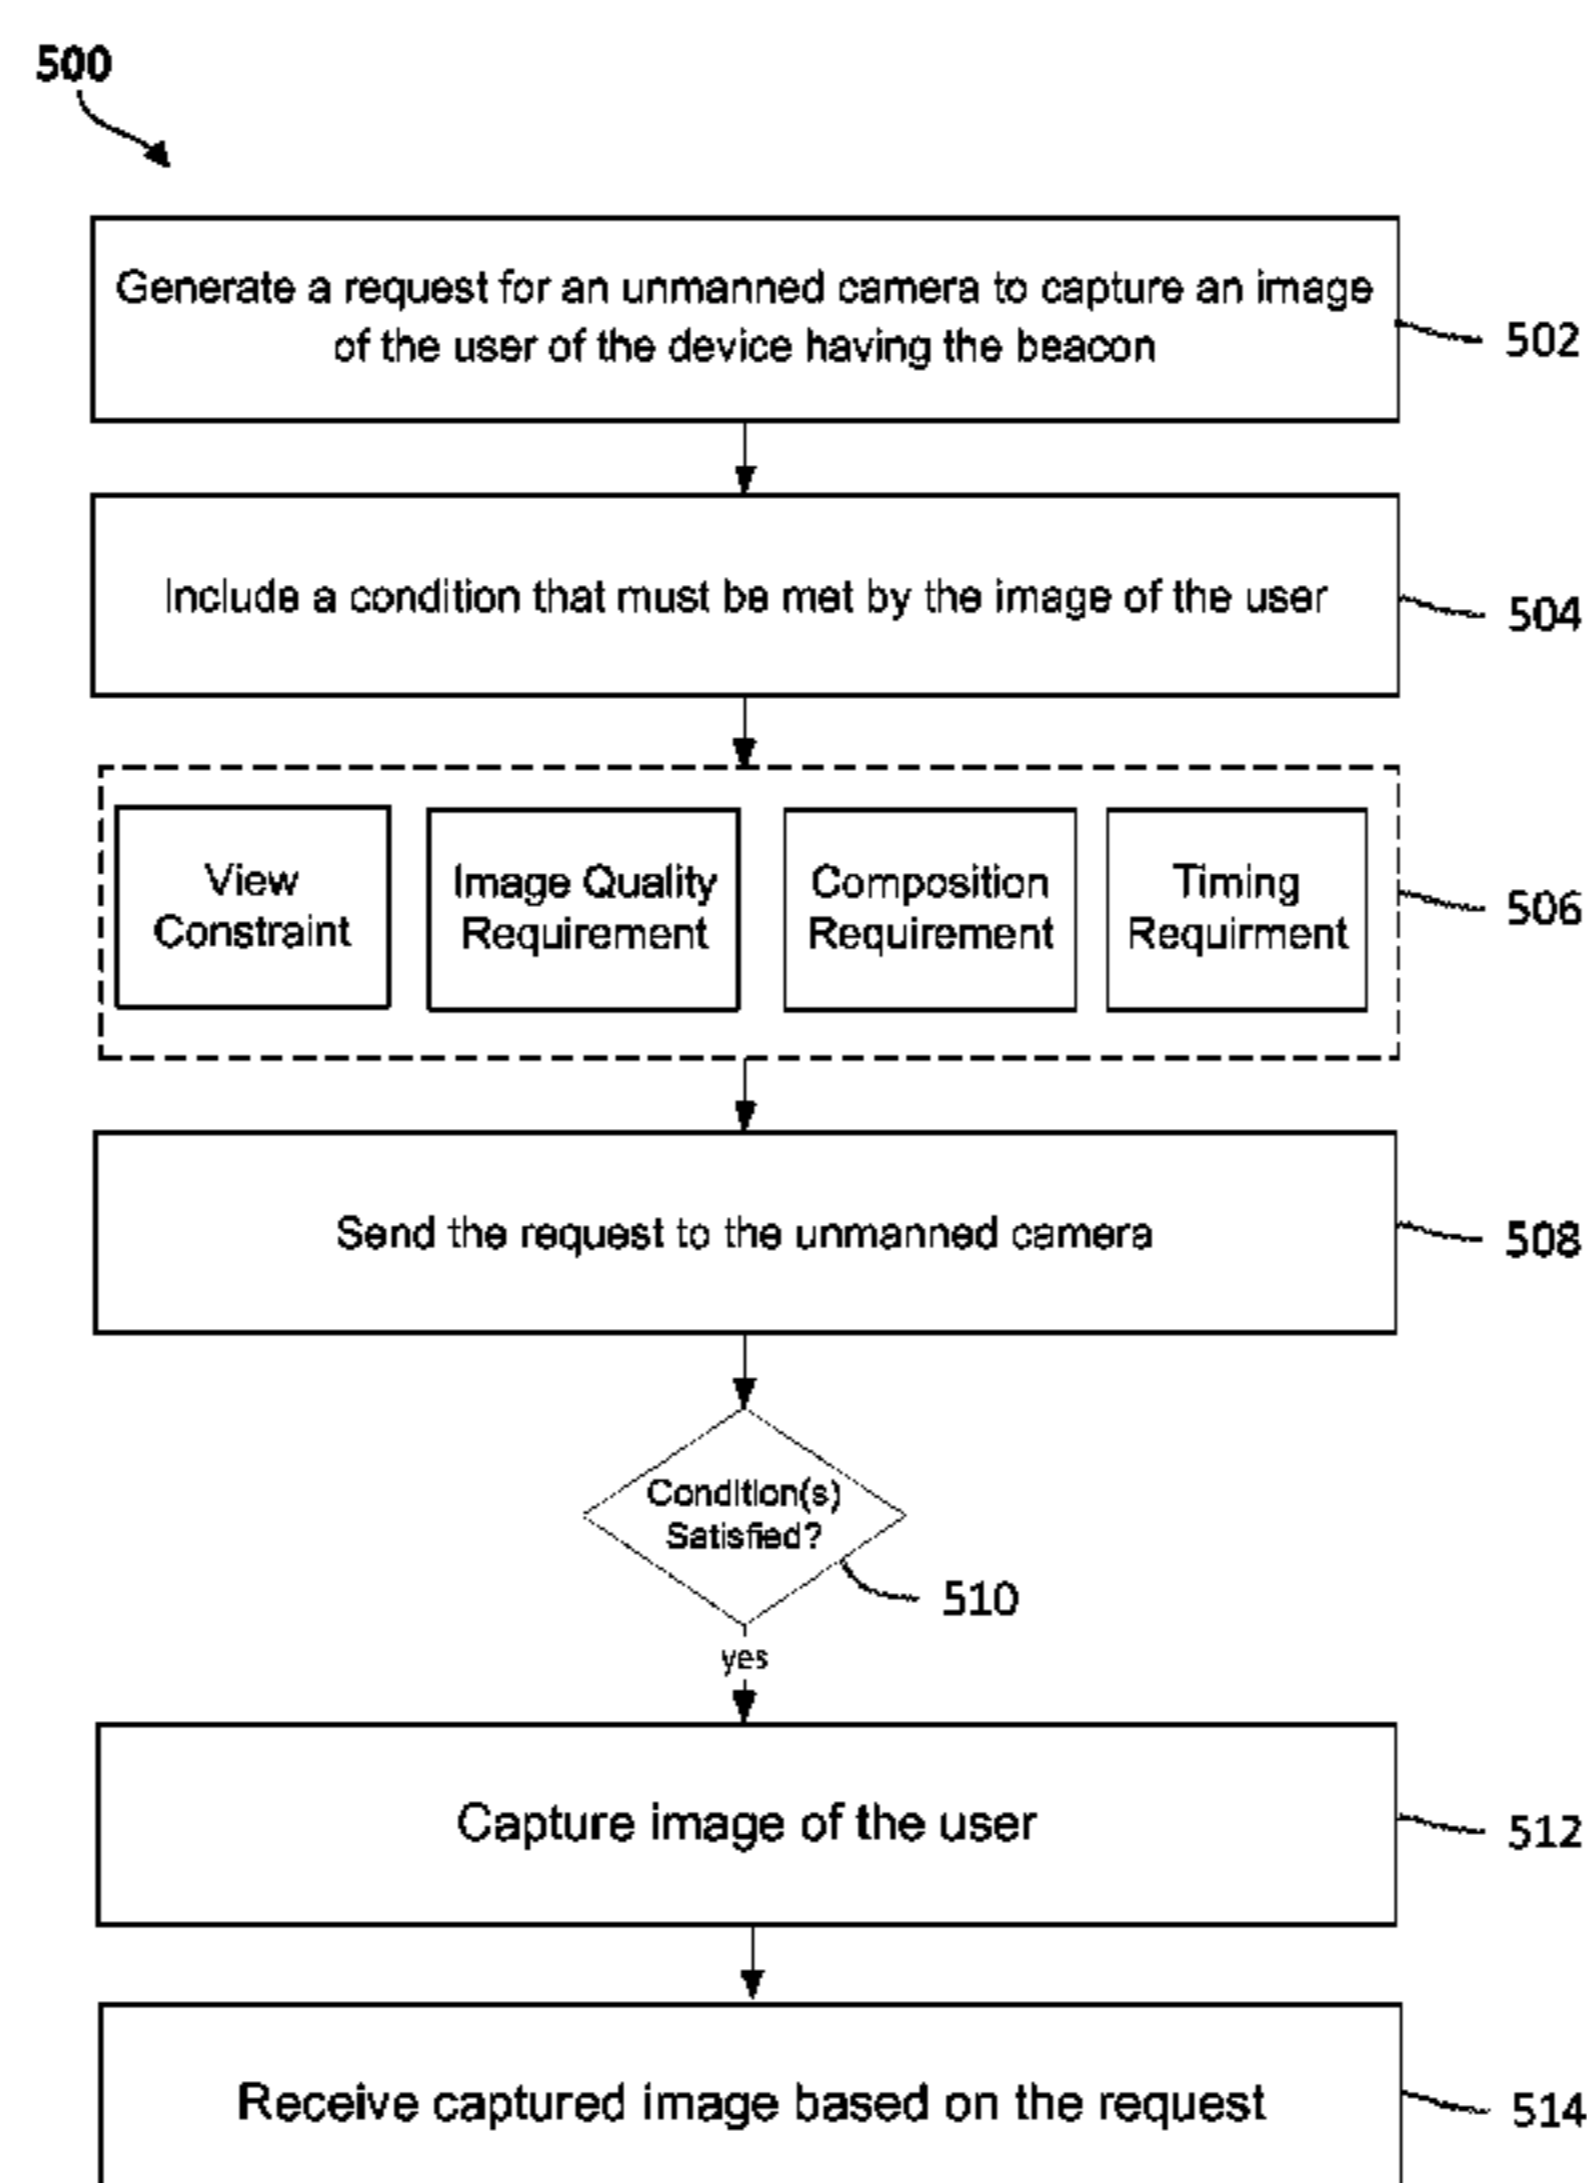 500
Generate a request for an unmanned camera to capture an image
of the user of the device having the beacon
502
Include a condition that must be met by the image of the user
504
View
Constraint
Image Quality
Requirement
Composition
Requirement
Timing
Requirment
506
Send the request to the unmanned camera
508
Condition(s)
Satisfied?
510
yes
Capture image of the user
512
Receive captured image based on the request
514